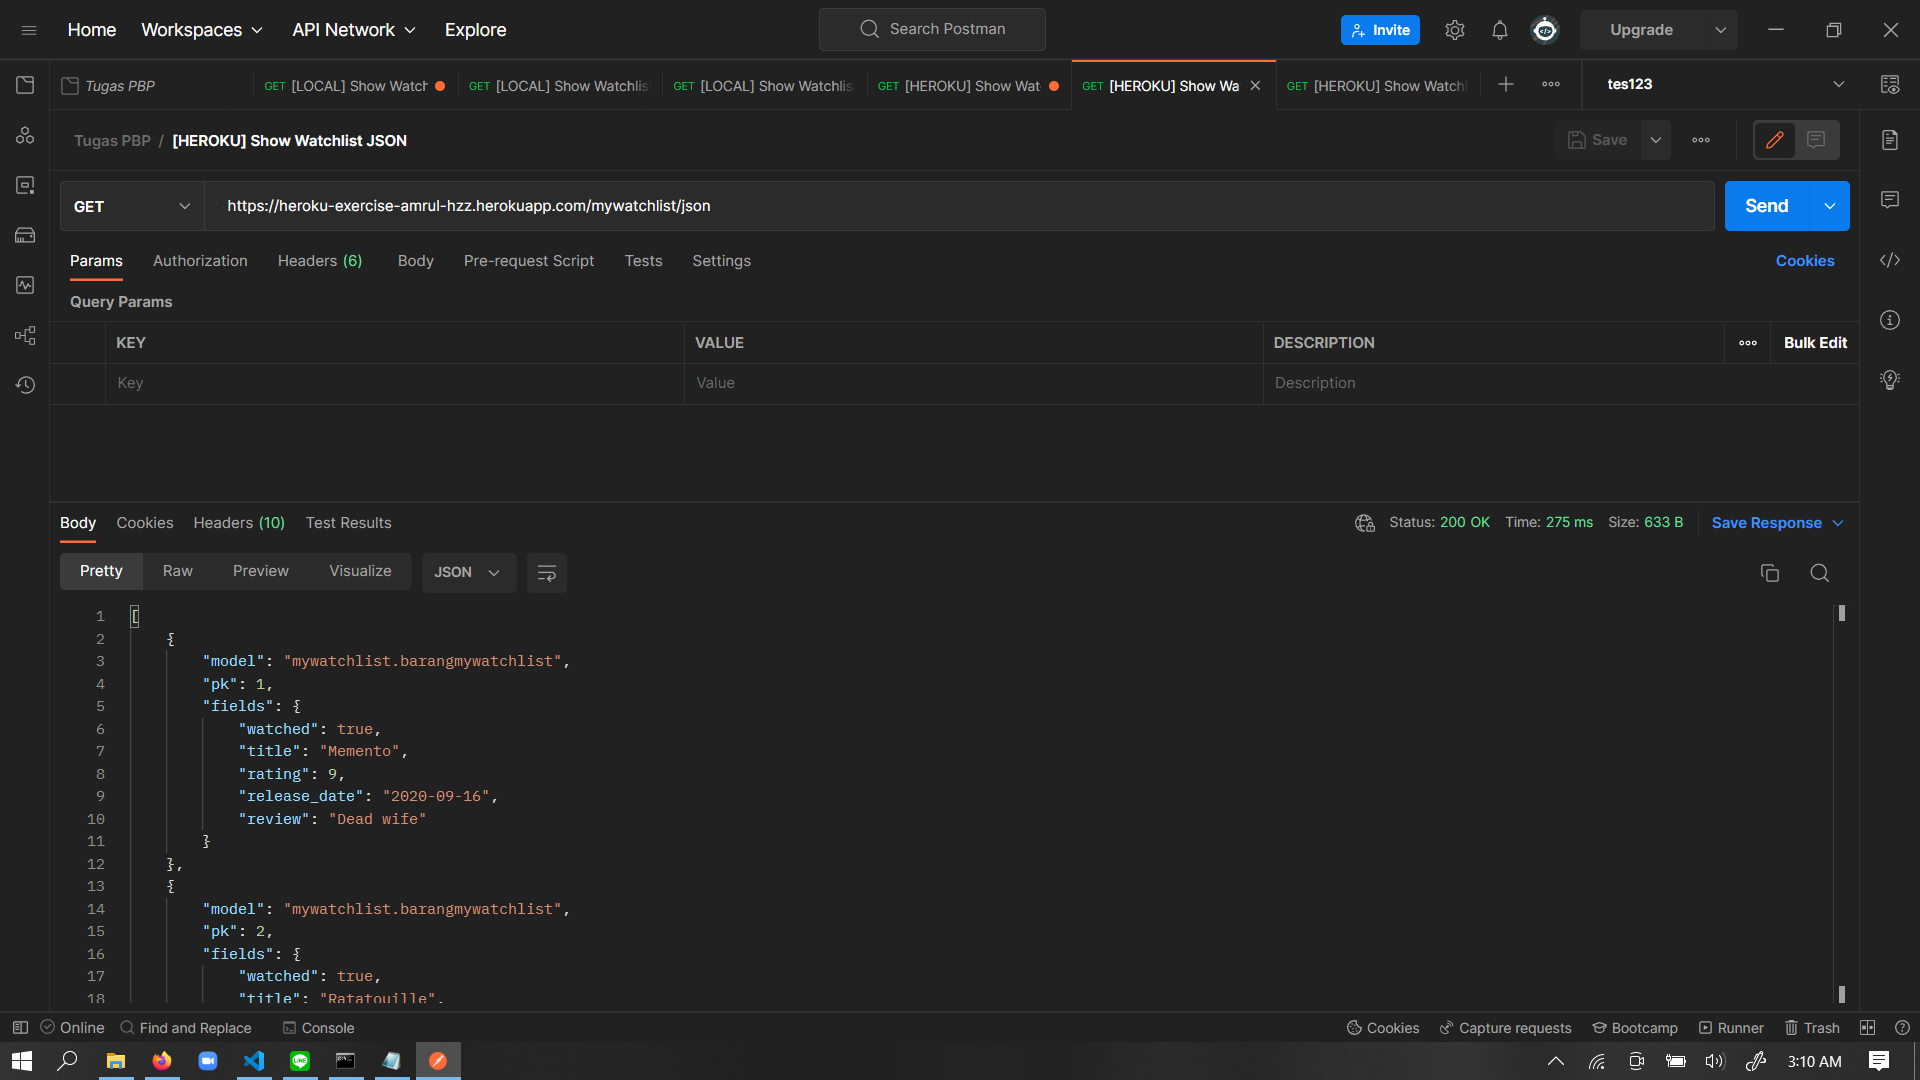 Home Workspaces API Network Explore Search Postman Invite Upgrade
Tugas PBP GET [LOCAL] Show Watch GET [LOCAL] Show Watchlis GET [LOCAL] Show Watchlis GET [HEROKU] Show Wat GET [HEROKU] Show Wa GET [HEROKU] Show Watchl tes123
Tugas PBP / [HEROKU] Show Watchlist JSON Save
GET https://heroku-exercise-amrul-hzz.herokuapp.com/mywatchlist/json Send
Params Authorization Headers (6) Body Pre-request Script Tests Settings Cookies
Query Params
KEY VALUE DESCRIPTION Bulk Edit
Key Value Description
Body Cookies Headers (10) Test Results Status: 200 OK Time: 275 ms Size: 633 B Save Response
Pretty Raw Preview Visualize JSON
1 [
2 {
3 "model": "mywatchlist.barangmywatchlist",
4 "pk": 1,
5 "fields": {
6 "watched": true,
7 "title": "Memento",
8 "rating": 9,
9 "release_date": "2020-09-16",
10 "review": "Dead wife"
11 }
12 },
13 {
14 "model": "mywatchlist.barangmywatchlist",
15 "pk": 2,
16 "fields": {
17 "watched": true,
18 "title": "Ratatouille",
Online Find and Replace Console Cookies Capture requests Bootcamp Runner Trash
3:10 AM